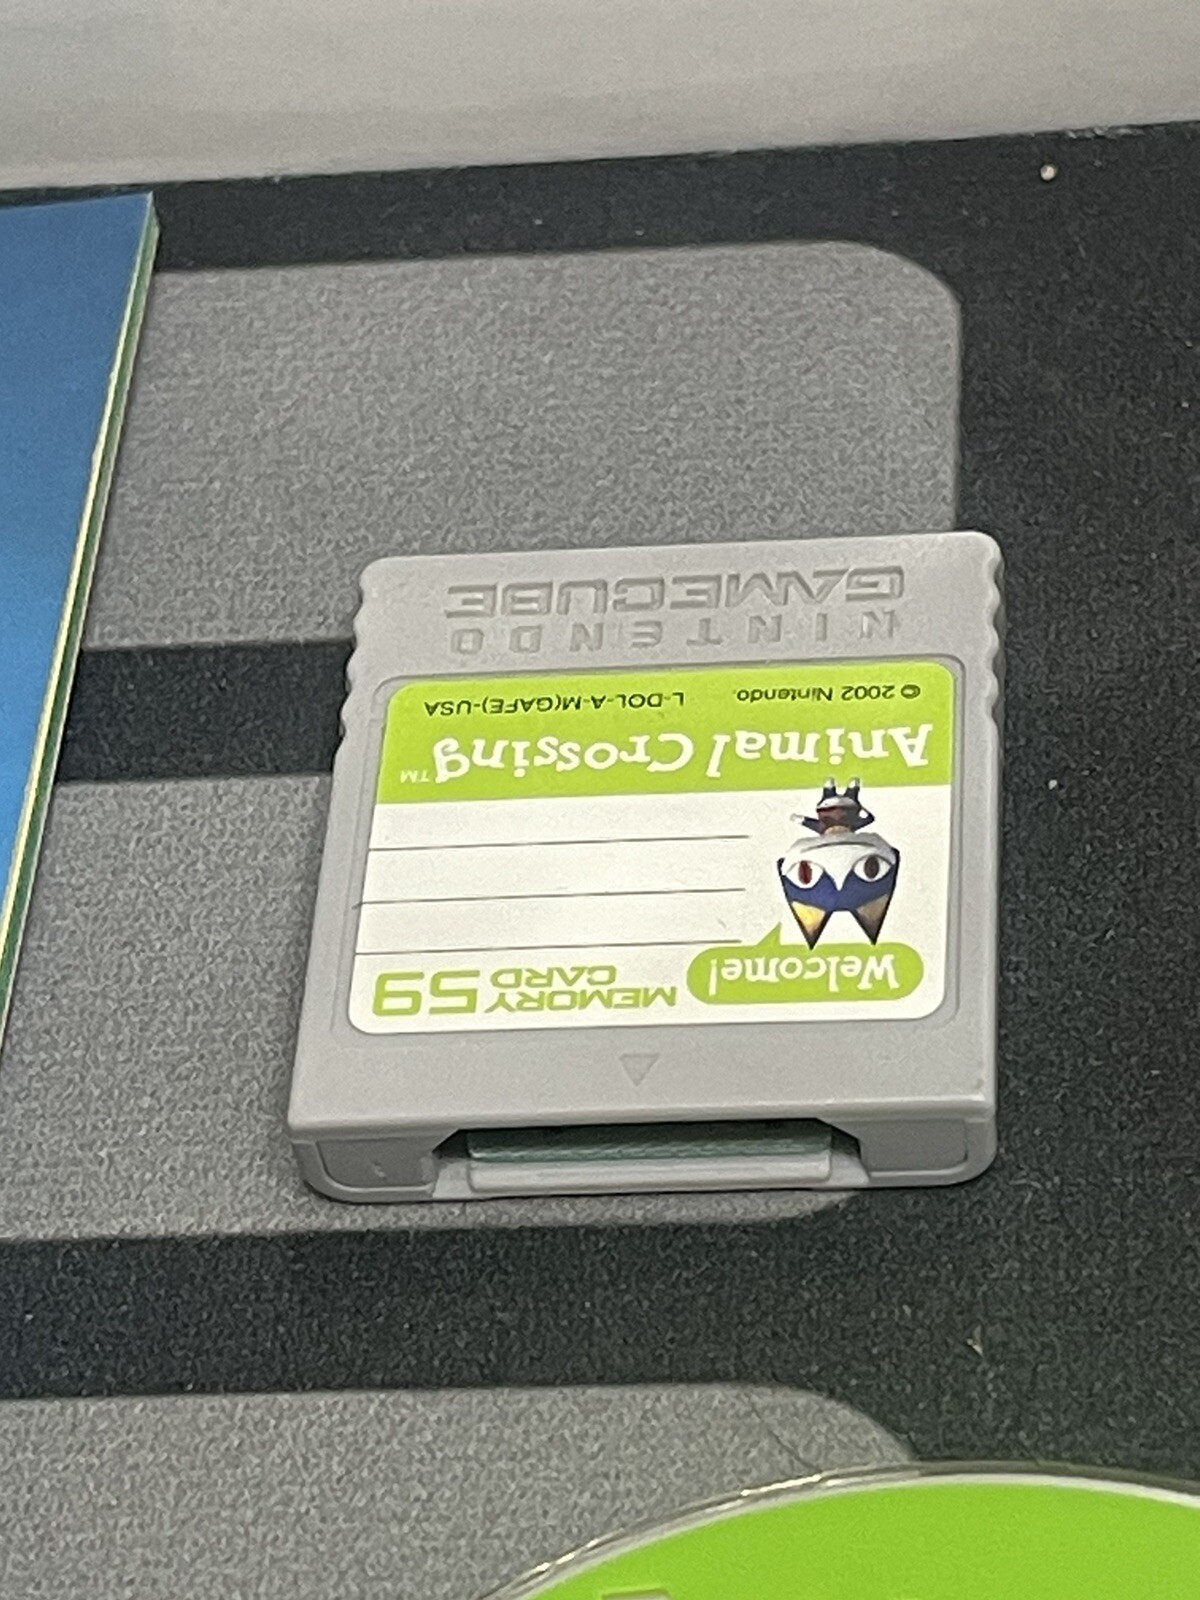 Welcome!
MEMORY
CARD 59
Animal Crossing™
© 2002 Nintendo. L-DOL-A-M(GAFE)-USA
NINTENDO
GAMECUBE